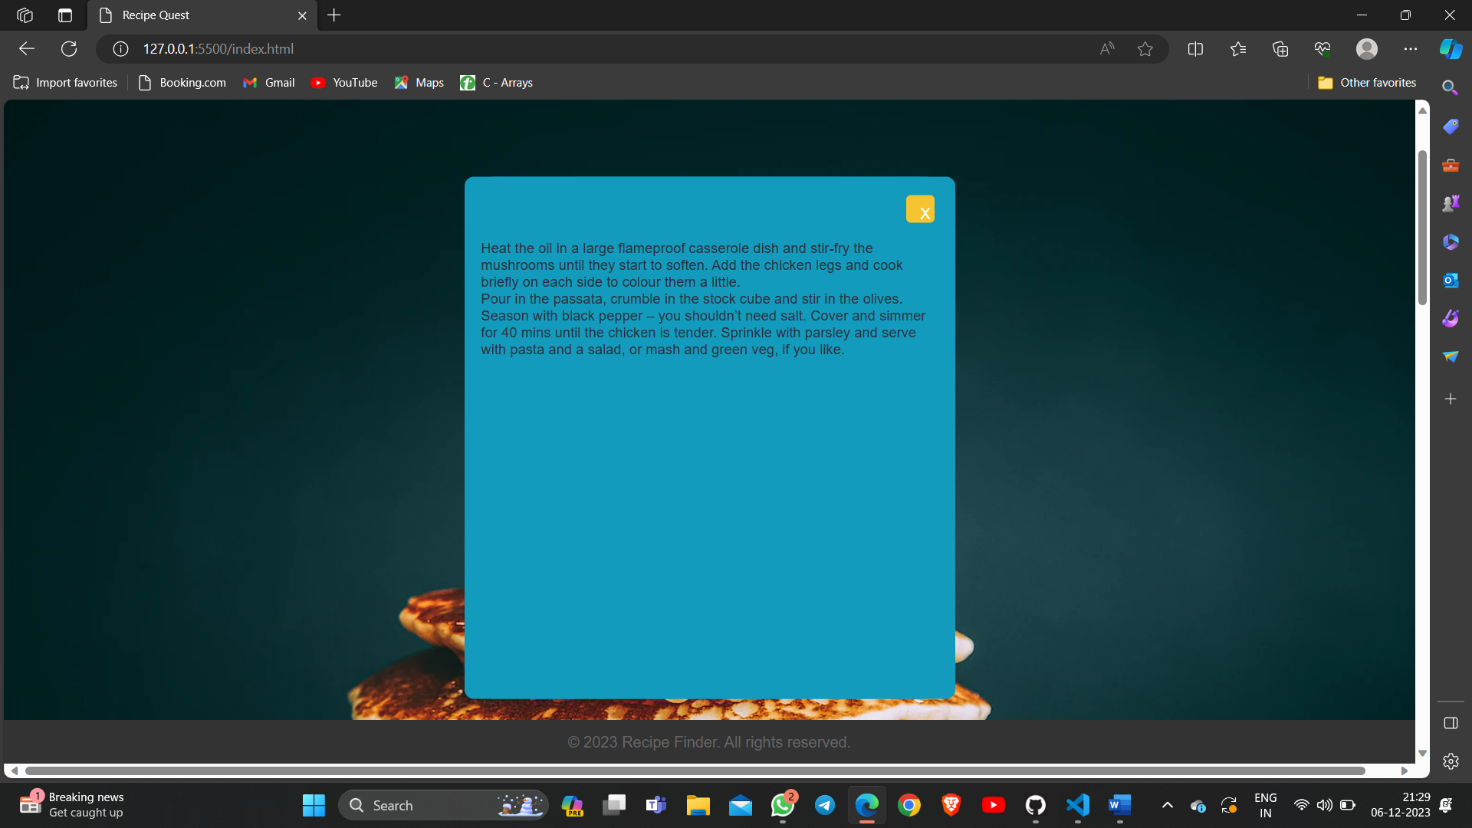 Recipe Quest
127.0.0.1:5500/index.html
Import favorites
Booking.com
Gmail
YouTube
Maps
C - Arrays
Other favorites
x
Heat the oil in a large flameproof casserole dish and stir-fry the
mushrooms until they start to soften. Add the chicken legs and cook
briefly on each side to colour them a little.
Pour in the passata, crumble in the stock cube and stir in the olives.
Season with black pepper – you shouldn’t need salt. Cover and simmer
for 40 mins until the chicken is tender. Sprinkle with parsley and serve
with pasta and a salad, or mash and green veg, if you like.
© 2023 Recipe Finder. All rights reserved.
1
Breaking news
Get caught up
Search
PRE
2
ENG
IN
21:29
06-12-2023